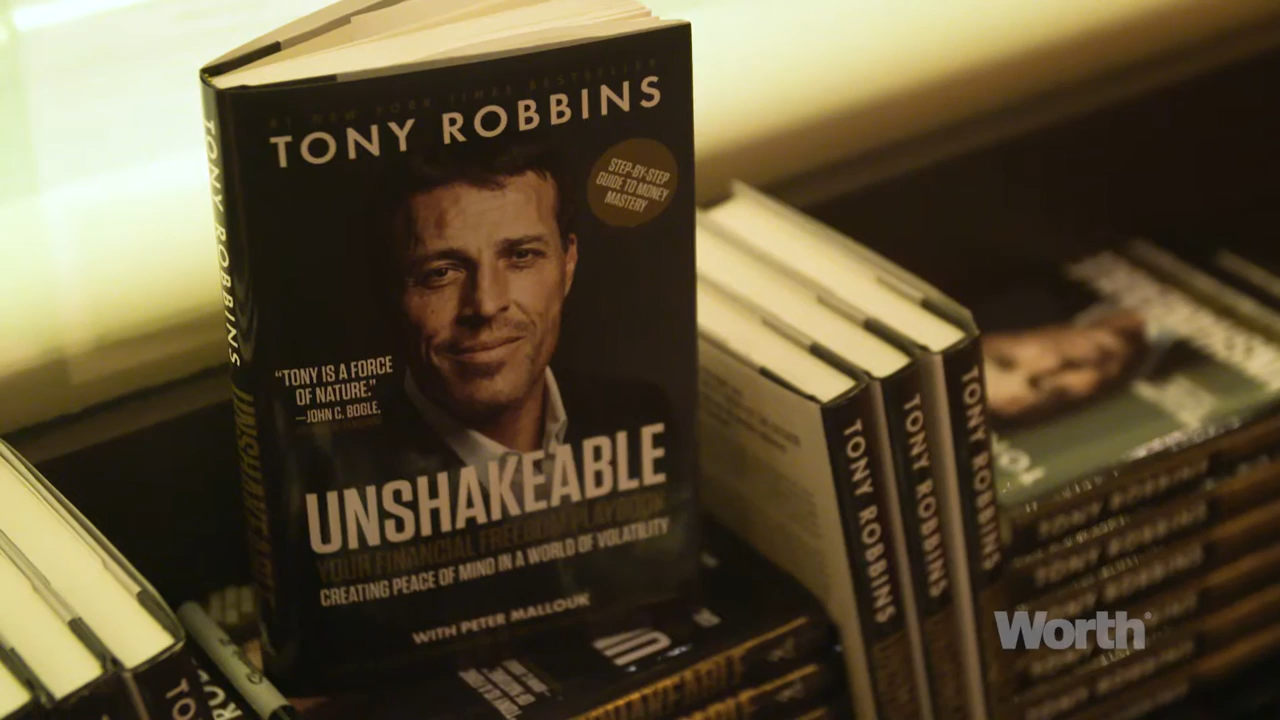 #1 NEW YORK TIMES BESTSELLER
TONY ROBBINS
STEP-BY-STEP
GUIDE TO MONEY
MASTERY
"TONY IS A FORCE
OF NATURE."
—JOHN C. BOGLE,
UNSHAKEABLE
YOUR FINANCIAL FREEDOM PLAYBOOK
CREATING PEACE OF MIND IN A WORLD OF VOLATILITY
WITH PETER MALLOUK
TONY ROBBINS
UNSHAKEABLE
TONY ROBBINS
TONY ROBBINS
TONY ROBBINS
TONY ROBBINS
TONY ROBBINS
TONY ROBBINS
UNSHAKEABLE
Worth